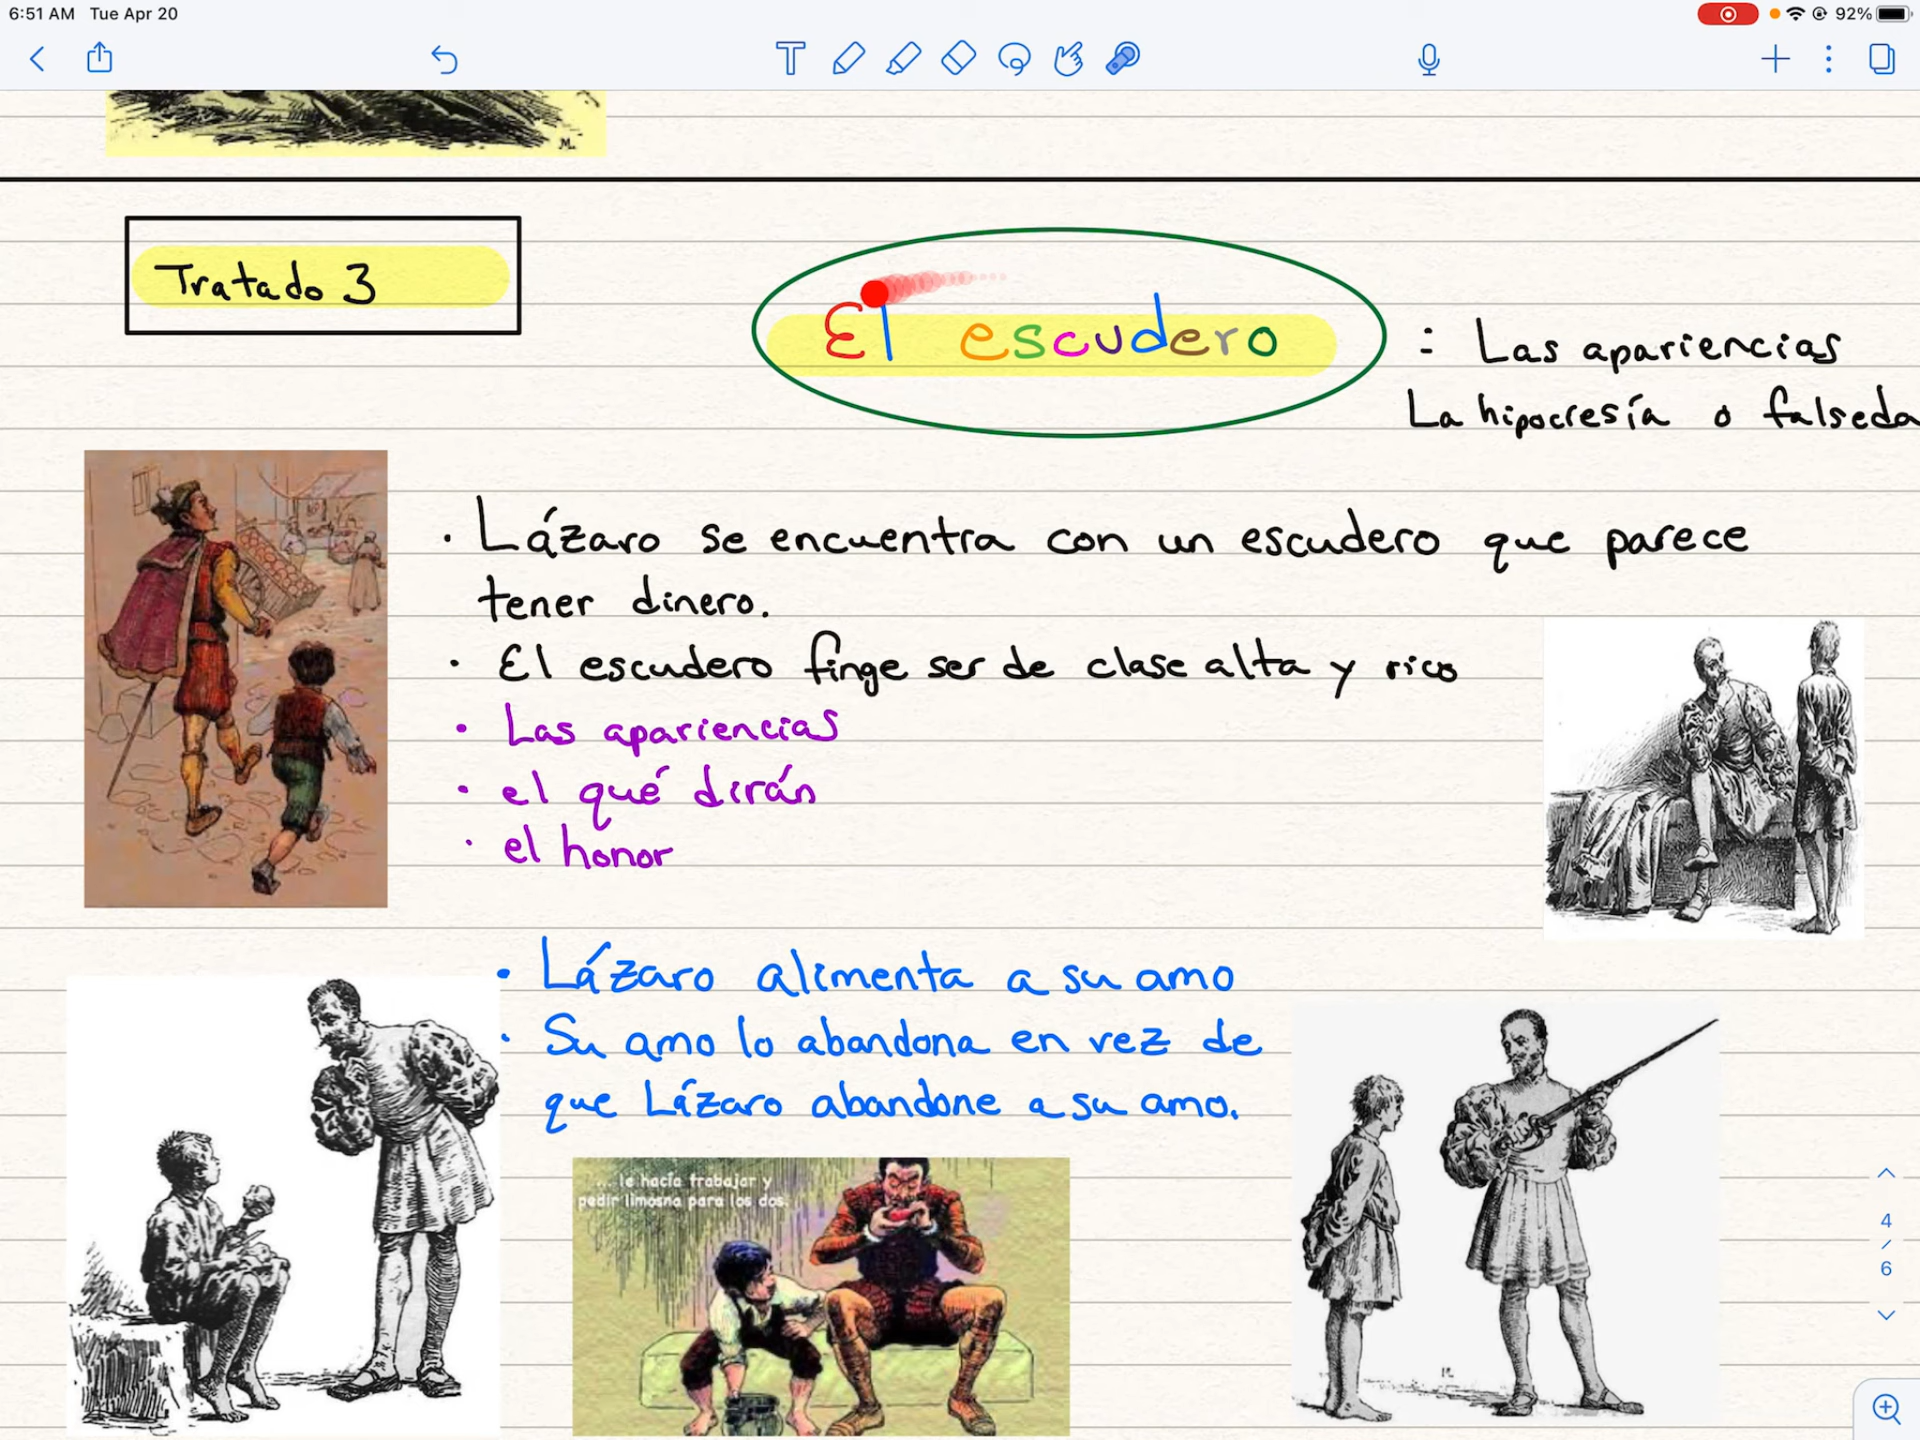 6:51 AM Tue Apr 20
92%
M.
Tratado 3
El escudero
: Las apariencias
La hipocresía o falseda
· Lázaro se encuentra con un escudero que parece
tener dinero.
· El escudero finge ser de clase alta y rico
· Las apariencias
· el qué dirán
· el honor
· Lázaro alimenta a su amo
· Su amo lo abandona en vez de
que Lázaro abandone a su amo.
... le hacía trabajar y
pedir limosna para los dos.
4
/
6